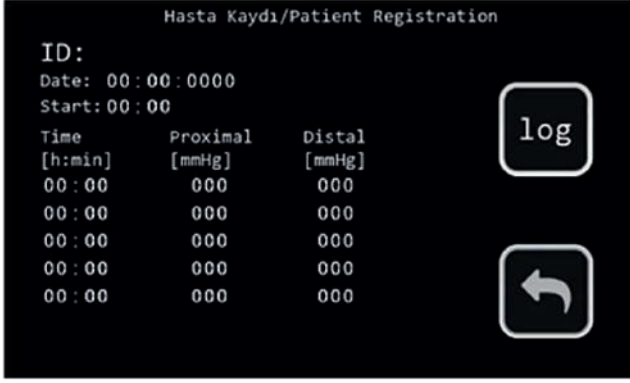 Hasta Kaydı/Patient Registration
ID:
Date: 00:00:0000
Start: 00:00
Time Proximal Distal
[h:min] [mmHg] [mmHg]
00:00 000 000
00:00 000 000
00:00 000 000
00:00 000 000
00:00 000 000
log